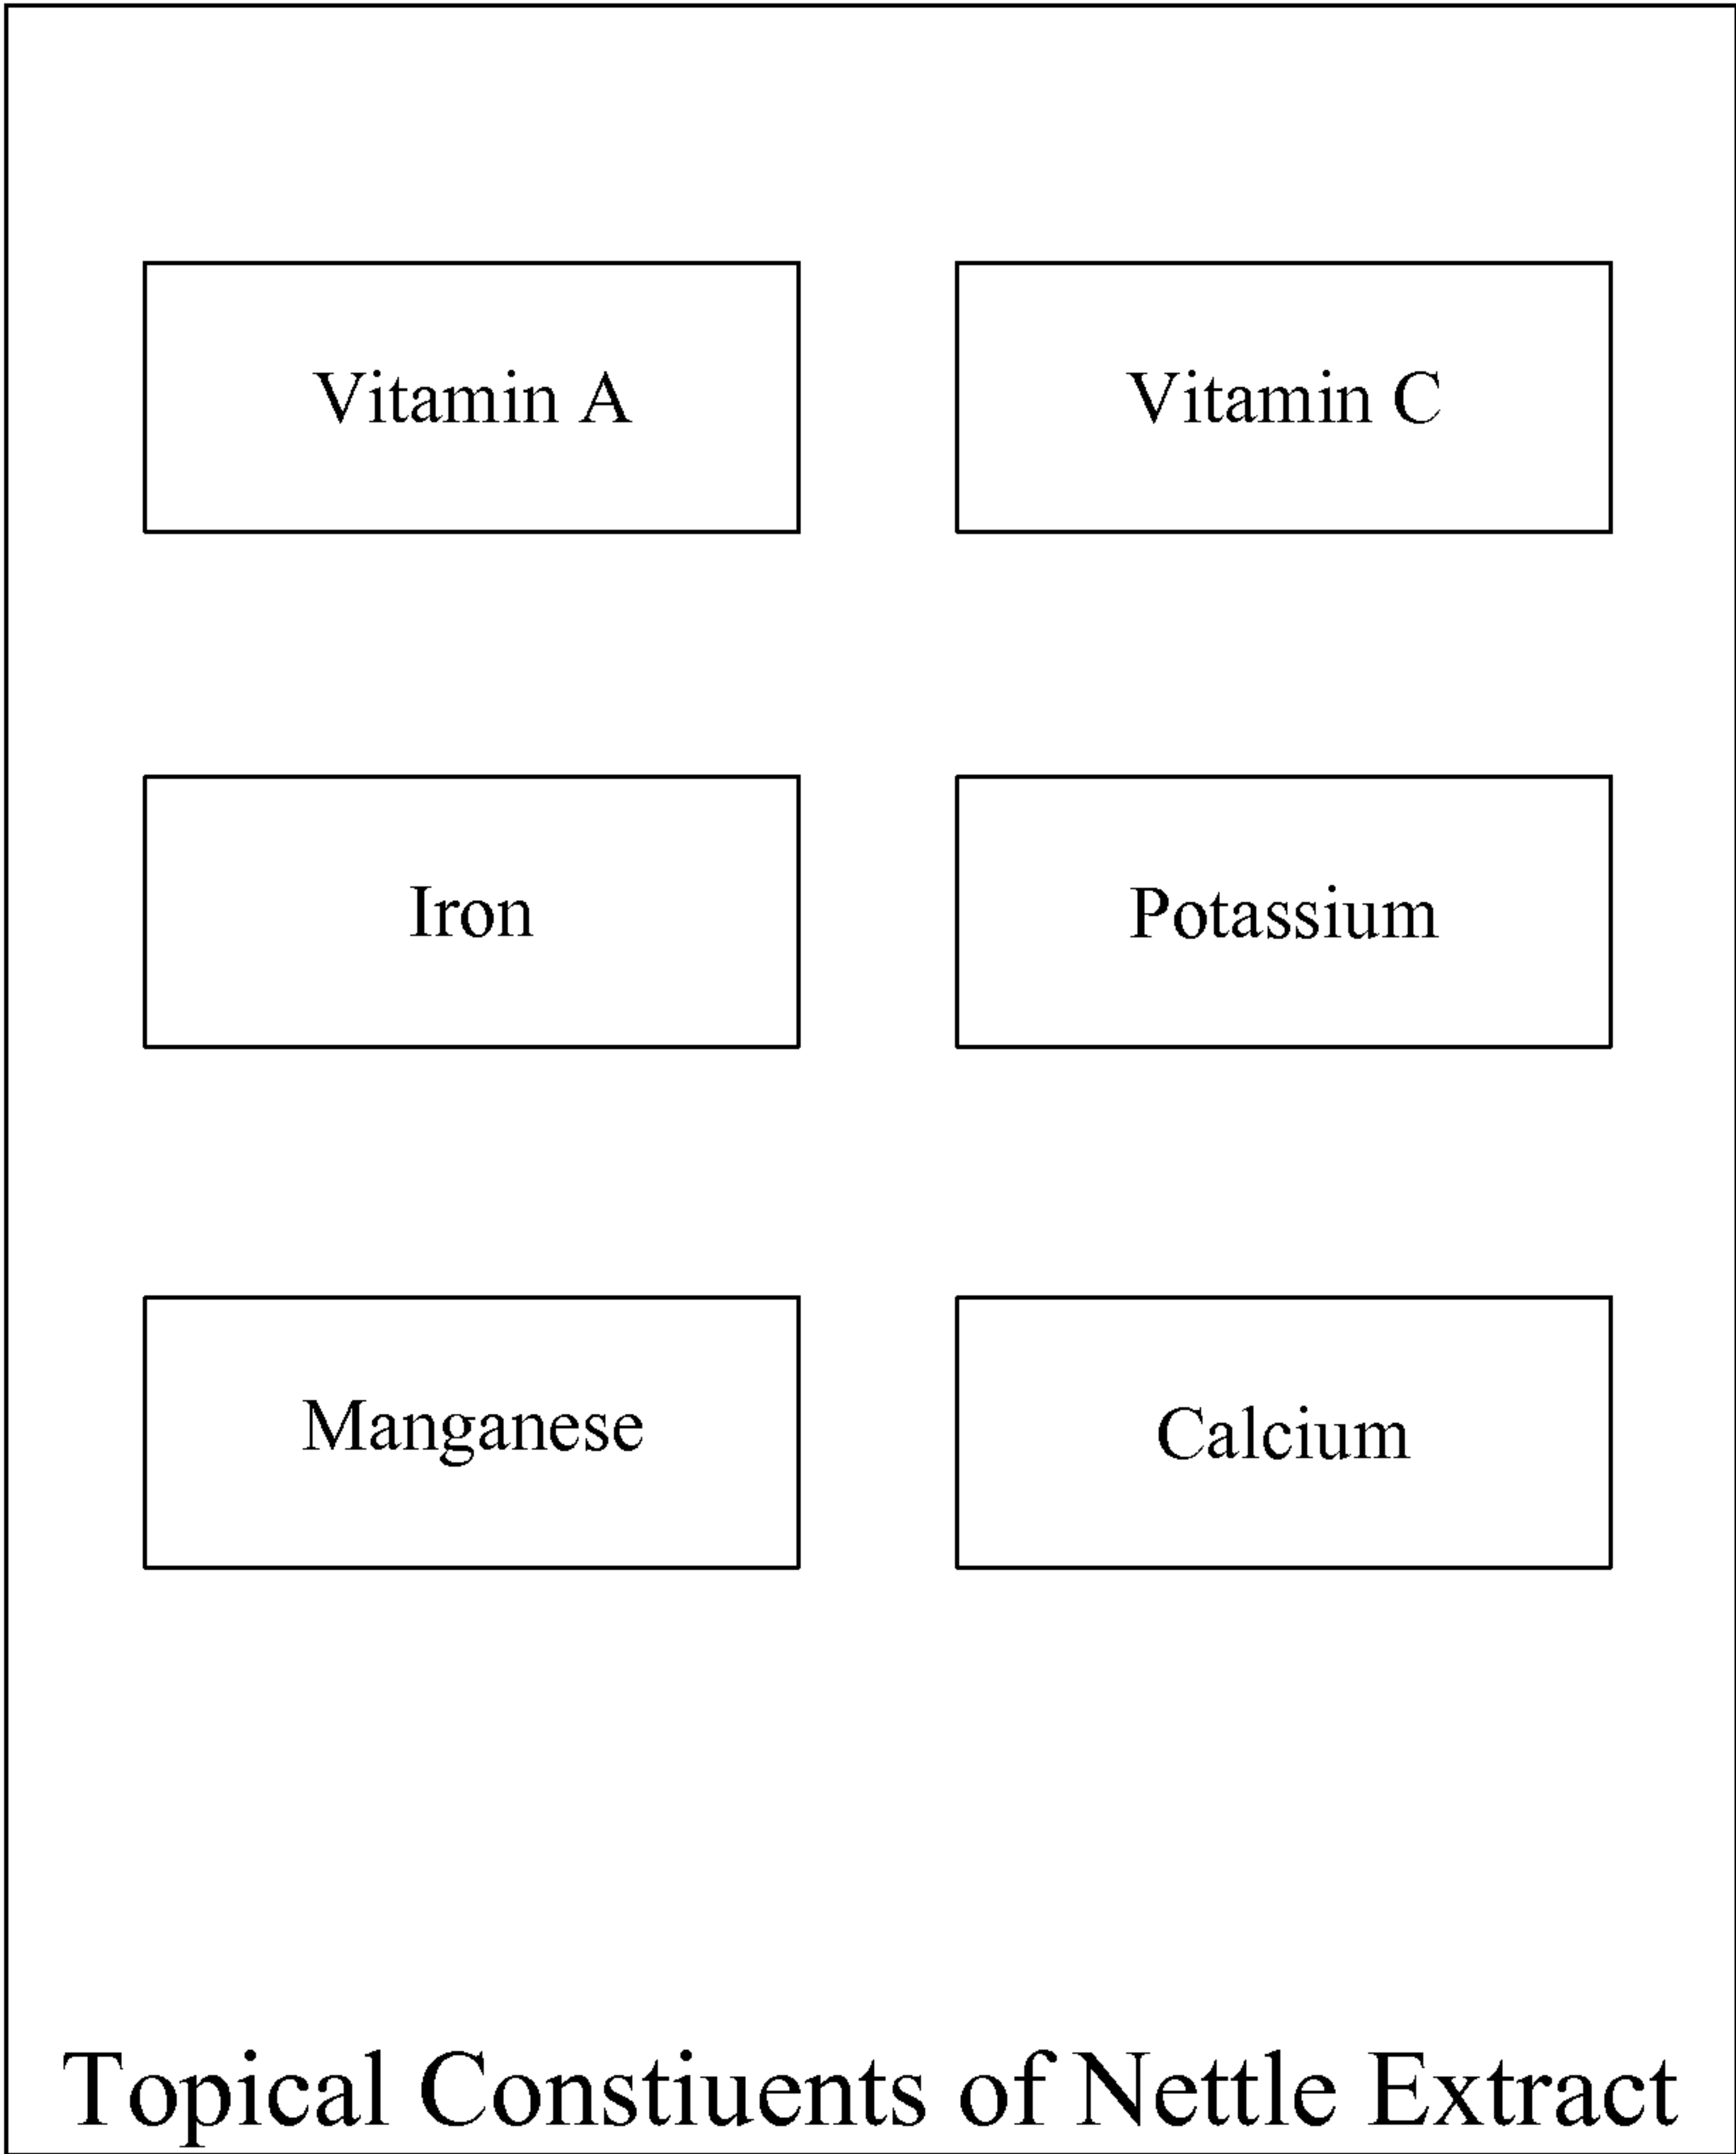 Vitamin A
Vitamin C
Iron
Potassium
Manganese
Calcium
Topical Constiuents of Nettle Extract